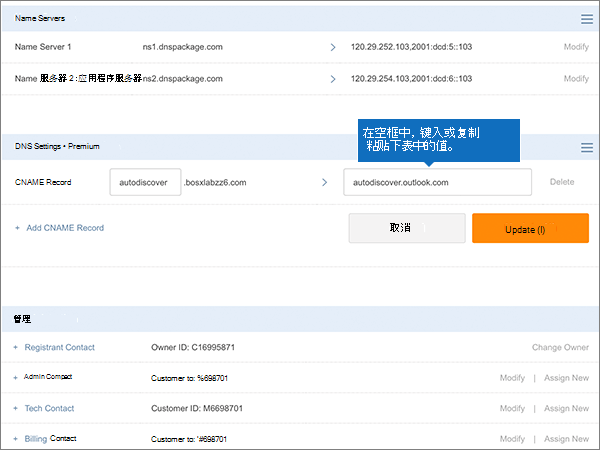 Name Servers
Name Server 1 ns1.dnspackage.com > 120.29.252.103,2001:dcd:5::103 Modify
Name 服务器 2 :应用程序服务器ns2.dnspackage.com > 120.29.254.103,2001:dcd:6::103 Modify
在空框中, 键入或复制
粘贴下表中的值。
DNS Settings • Premium
CNAME Record autodiscover .bosxlabzz6.com > autodiscover.outlook.com Delete
+ Add CNAME Record 取消 Update (I)
管理
+ Registrant Contact Owner ID: C16995871 Change Owner
+ Admin Compact Customer to: %698701 Modify | Assign New
+ Tech Contact Customer ID: M6698701 Modify | Assign New
+ Billing Contact Customer to: '#698701 Modify | Assign New